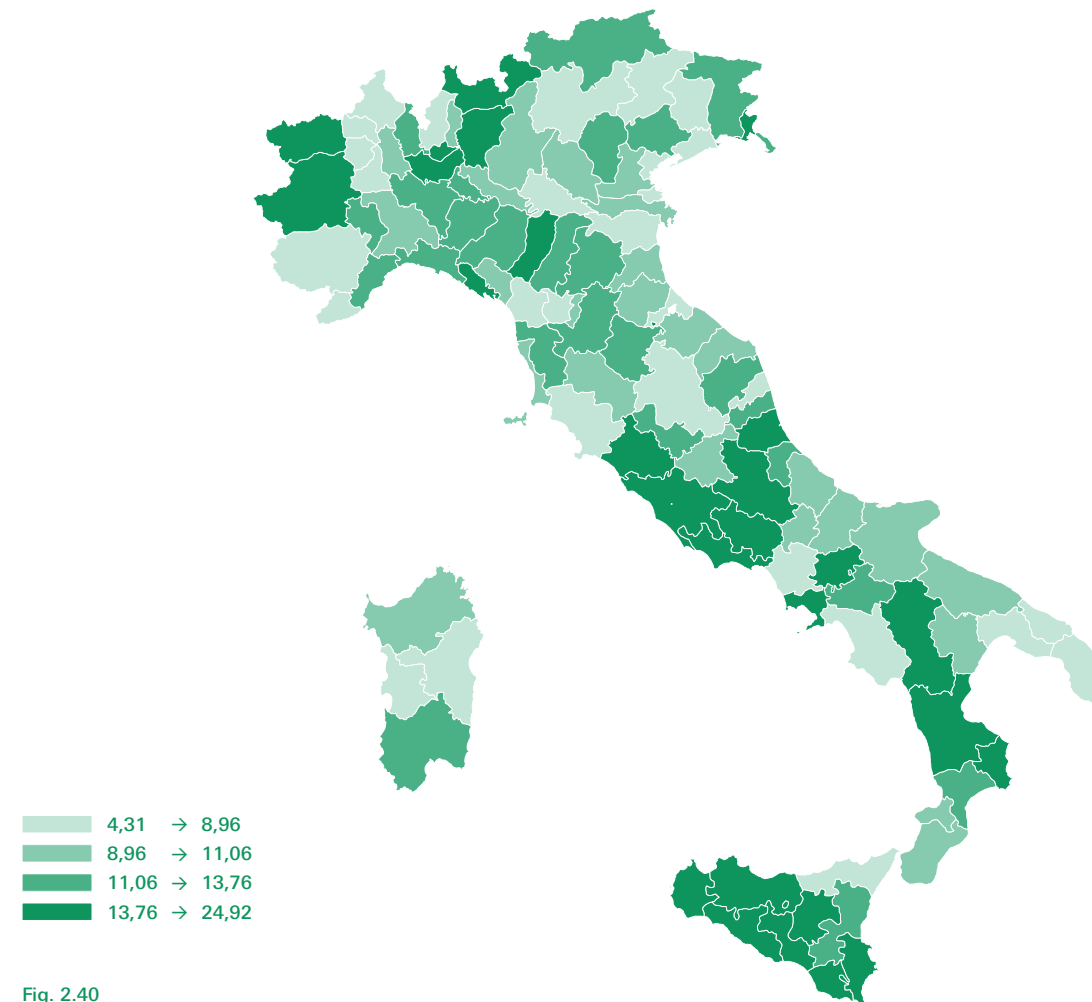 4,31 → 8,96
8,96 → 11,06
11,06 → 13,76
13,76 → 24,92
Fig. 2.40